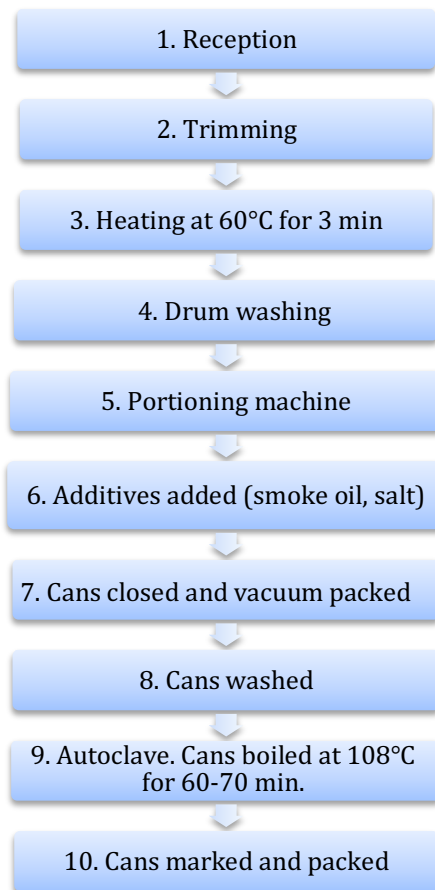 1. Reception
2. Trimming
3. Heating at 60°C for 3 min
4. Drum washing
5. Portioning machine
6. Additives added (smoke oil, salt)
7. Cans closed and vacuum packed
8. Cans washed
9. Autoclave. Cans boiled at 108°C
for 60-70 min.
10. Cans marked and packed